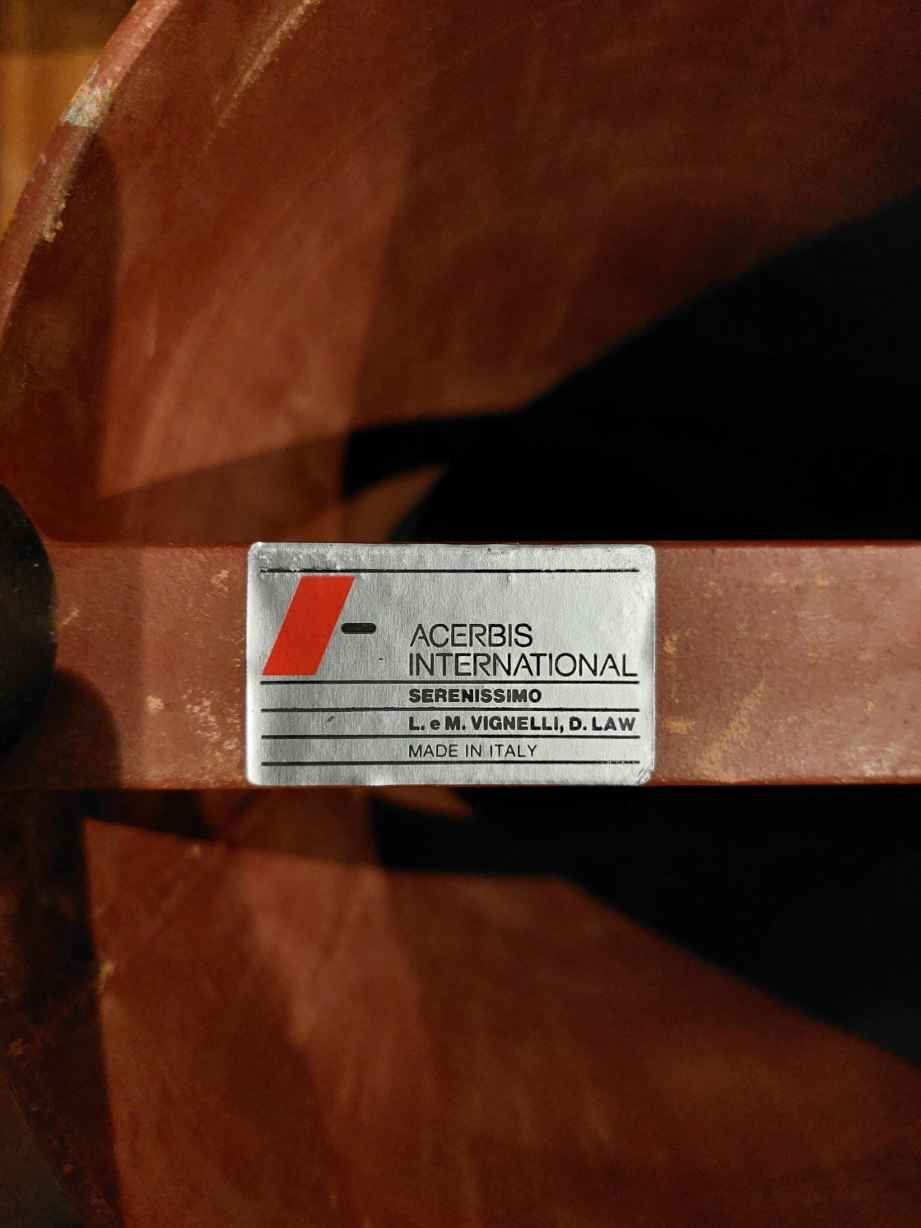 ACERBIS
INTERNATIONAL
SERENISSIMO
L. e M. VIGNELLI, D. LAW
MADE IN ITALY